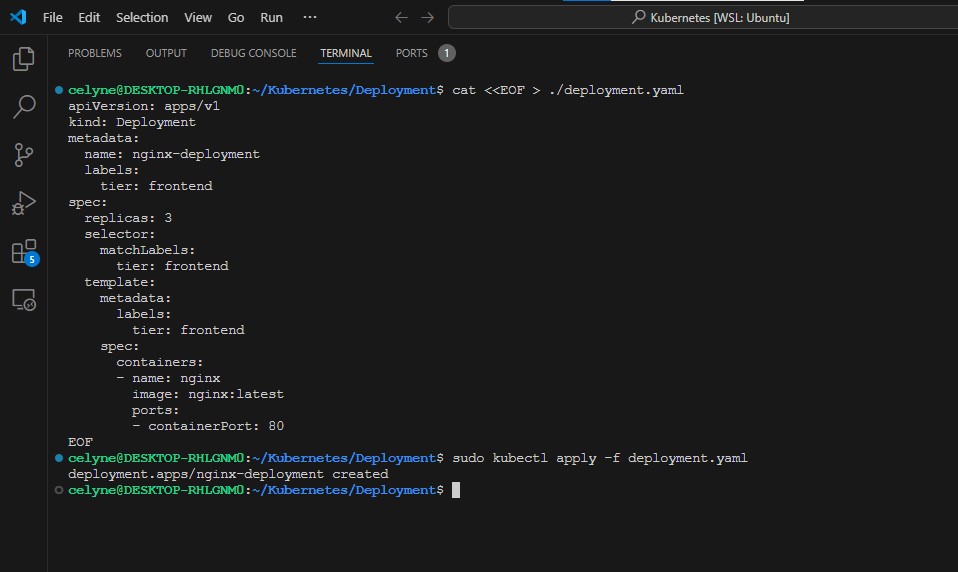 File Edit Selection View Go Run ··· Kubernetes [WSL: Ubuntu]
PROBLEMS OUTPUT DEBUG CONSOLE TERMINAL PORTS 1
celyne@DESKTOP-RHLGNM0:~/Kubernetes/Deployment$ cat <<EOF > ./deployment.yaml
apiVersion: apps/v1
kind: Deployment
metadata:
  name: nginx-deployment
  labels:
    tier: frontend
spec:
  replicas: 3
  selector:
    matchLabels:
      tier: frontend
  template:
    metadata:
      labels:
        tier: frontend
    spec:
      containers:
      - name: nginx
        image: nginx:latest
        ports:
        - containerPort: 80
EOF
celyne@DESKTOP-RHLGNM0:~/Kubernetes/Deployment$ sudo kubectl apply -f deployment.yaml
deployment.apps/nginx-deployment created
celyne@DESKTOP-RHLGNM0:~/Kubernetes/Deployment$
5